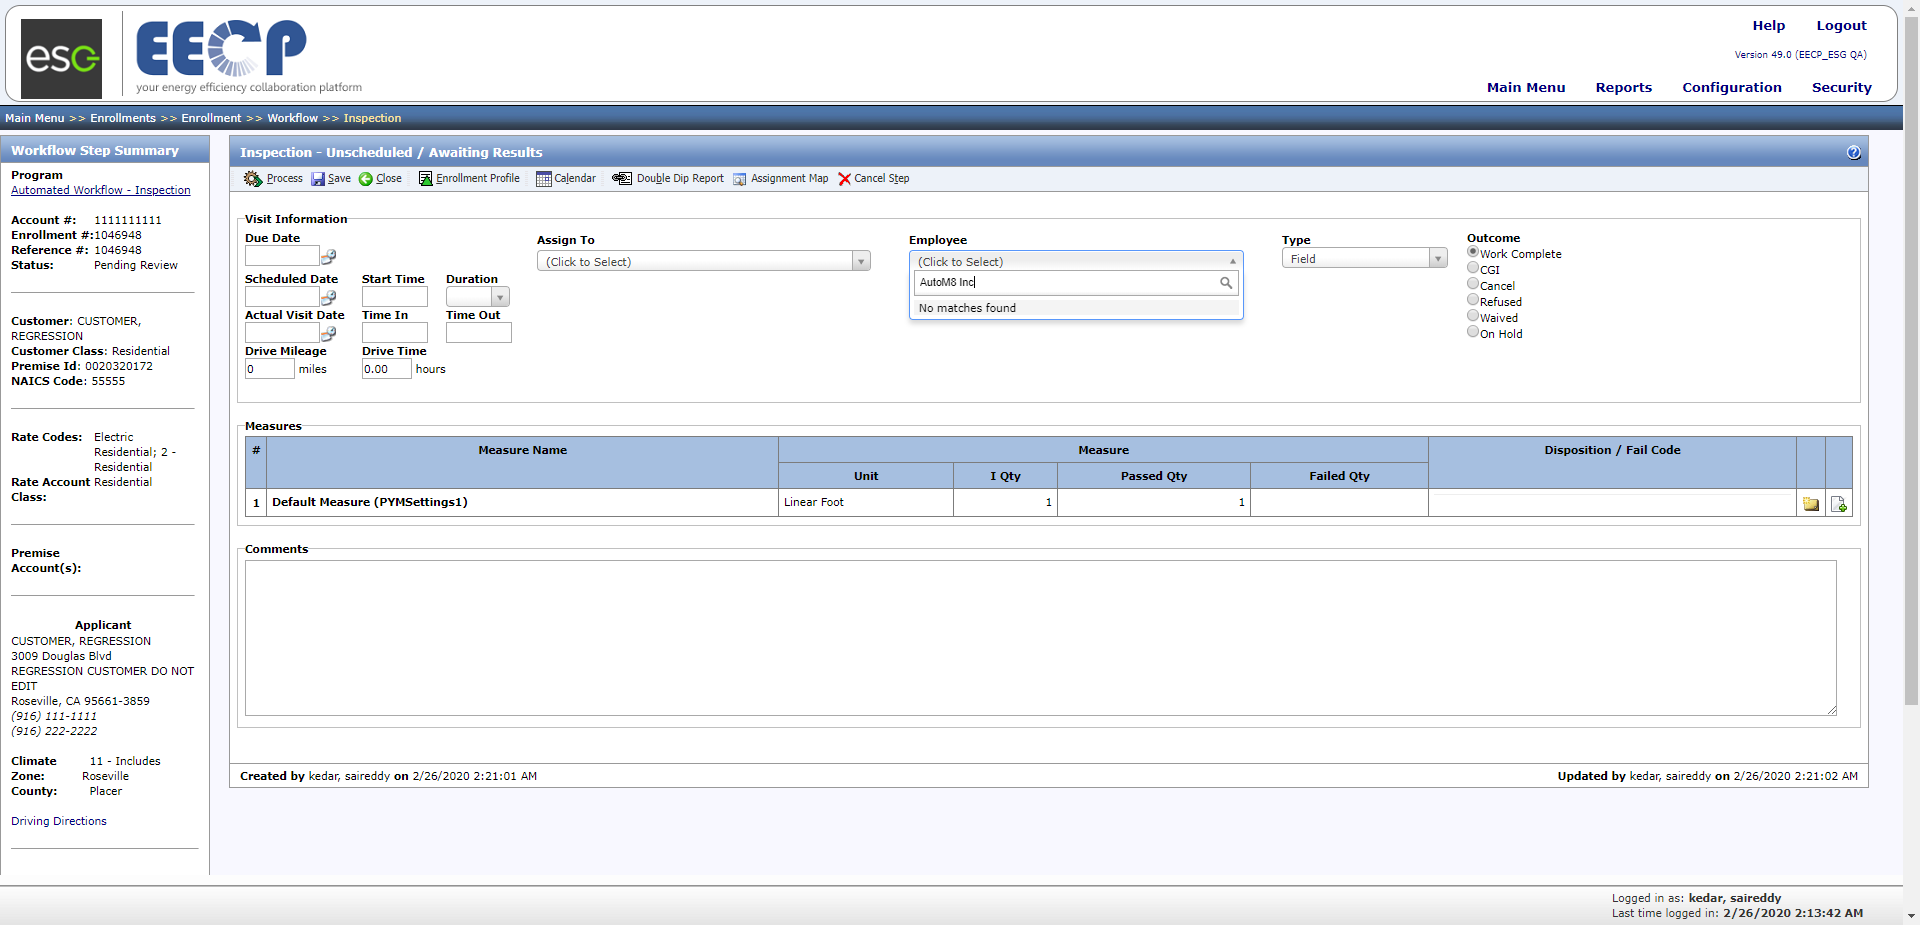 esg
EECP
your energy efficiency collaboration platform
Help Logout
Version 49.0 (EECP_ESG QA)
Main Menu Reports Configuration Security
Main Menu >> Enrollments >> Enrollment >> Workflow >> Inspection
Workflow Step Summary
Program
Automated Workflow - Inspection
Account #: 1111111111
Enrollment #:1046948
Reference #: 1046948
Status: Pending Review
Customer: CUSTOMER,
REGRESSION
Customer Class: Residential
Premise Id: 0020320172
NAICS Code: 55555
Rate Codes: Electric
Residential; 2 -
Residential
Rate Account Residential
Class:
Premise
Account(s):
Applicant
CUSTOMER, REGRESSION
3009 Douglas Blvd
REGRESSION CUSTOMER DO NOT
EDIT
Roseville, CA 95661-3859
(916) 111-1111
(916) 222-2222
Climate 11 - Includes
Zone: Roseville
County: Placer
Driving Directions
Inspection - Unscheduled / Awaiting Results
Process Save Close Enrollment Profile Calendar Double Dip Report Assignment Map Cancel Step
Visit Information
Due Date
Scheduled Date Start Time Duration
Actual Visit Date Time In Time Out
Drive Mileage Drive Time
0 miles 0.00 hours
Assign To
(Click to Select)
Employee
(Click to Select)
AutoM8 Inc
No matches found
Type
Field
Outcome
Work Complete
CGI
Cancel
Refused
Waived
On Hold
Measures
# Measure Name Measure Disposition / Fail Code
Unit I Qty Passed Qty Failed Qty
1 Default Measure (PYMSettings1) Linear Foot 1 1
Comments
Created by kedar, saireddy on 2/26/2020 2:21:01 AM
Updated by kedar, saireddy on 2/26/2020 2:21:02 AM
Logged in as: kedar, saireddy
Last time logged in: 2/26/2020 2:13:42 AM